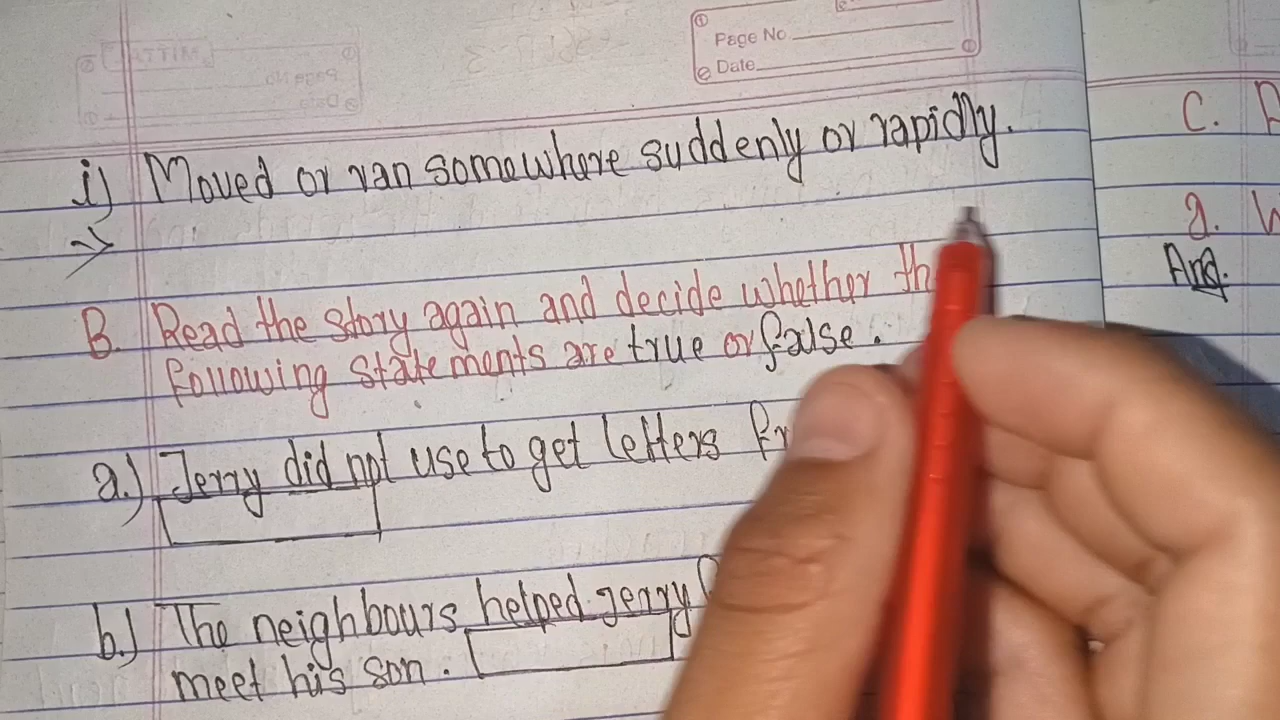 Page No
Date
i) Moved or ran somewhere suddenly or rapidly.
B. Read the story again and decide whether
following statements are true or false.
a.) Jerry did not use to get letters
b.) The neighbours helped Jerry
meet his son.
C.
a.
Ans.